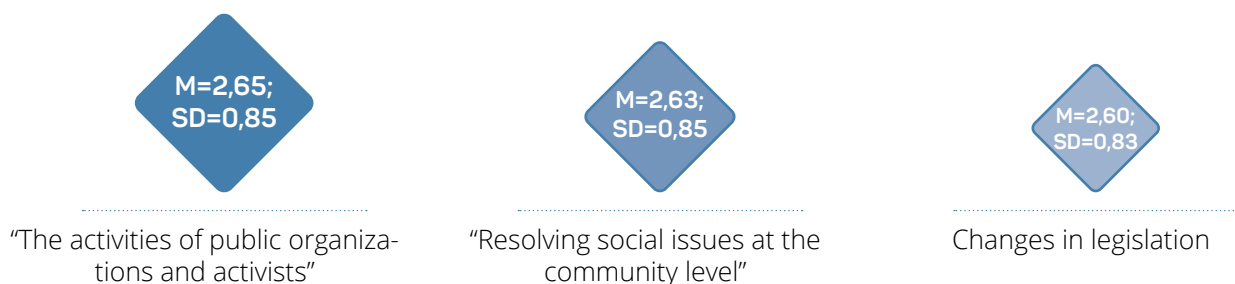 M=2,65;
SD=0,85
“The activities of public organiza-
tions and activists”
M=2,63;
SD=0,85
“Resolving social issues at the
community level”
M=2,60;
SD=0,83
Changes in legislation